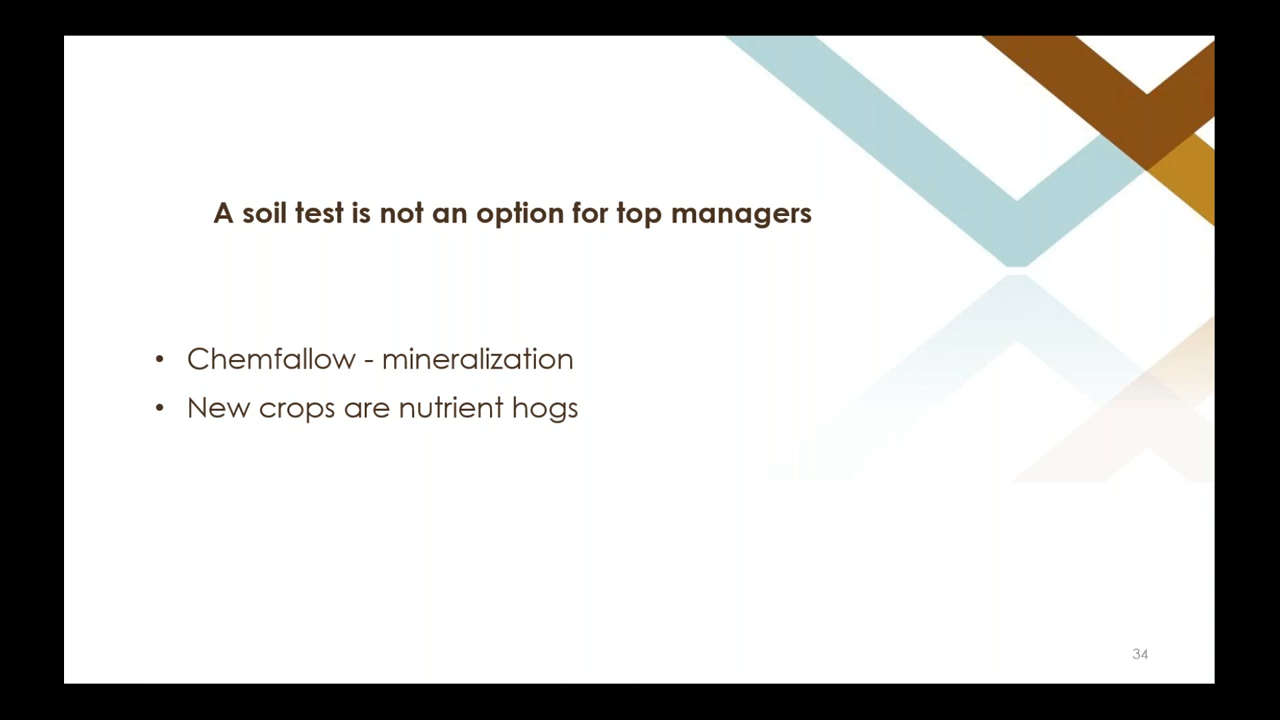 A soil test is not an option for top managers
• Chemfallow - mineralization
• New crops are nutrient hogs
34